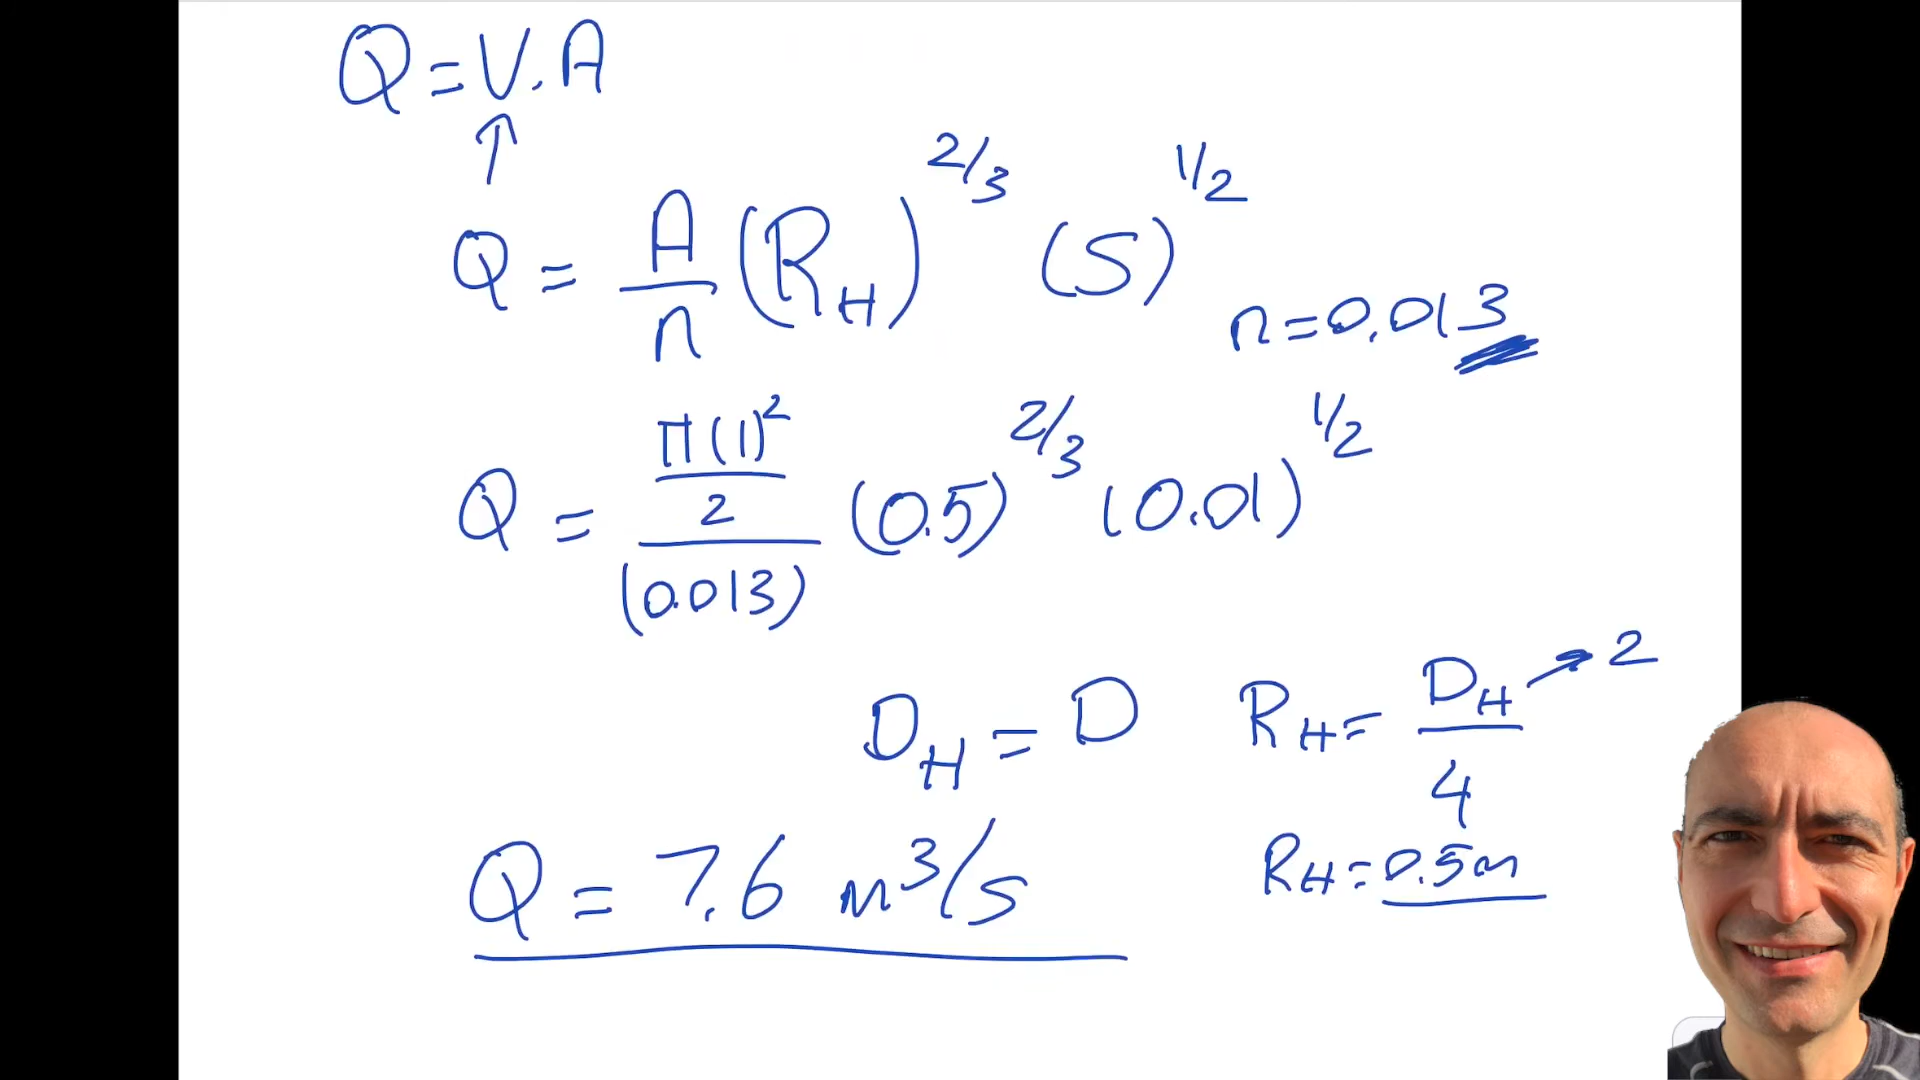 Q = V.A
↑
Q = A/n (R_H)^2/3 (S)^1/2
n = 0.013
Q = (π(1)^2/2)/(0.013) (0.5)^2/3 (0.01)^1/2
D_H = D
R_H = D_H/4 → 2
Q = 7.6 m^3/s
R_H = 0.5m